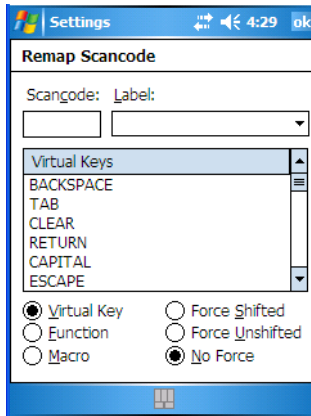 Settings 4:29 ok
Remap Scancode
Scancode: Label:
Virtual Keys
BACKSPACE
TAB
CLEAR
RETURN
CAPITAL
ESCAPE
Virtual Key Force Shifted
Function Force Unshifted
Macro No Force